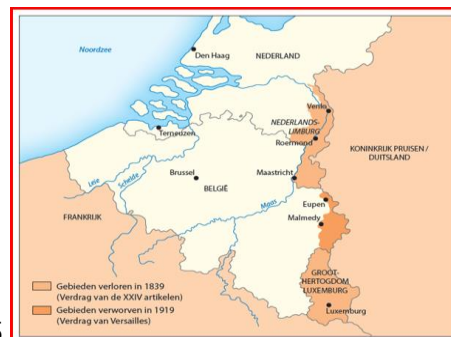 Noordzee
Den Haag
NEDERLAND
Venlo
NEDERLANDS-
LIMBURG
Terneuzen
Roermond
KONINKRIJK PRUISEN /
DUITSLAND
Leie
Schelde
Brussel
BELGIË
Maastricht
Maas
Eupen
Malmedy
FRANKRIJK
GROOT-
HERTOGDOM
LUXEMBURG
Luxemburg
Gebieden verloren in 1839
(Verdrag van de XXIV artikelen)
Gebieden verworven in 1919
(Verdrag van Versailles)